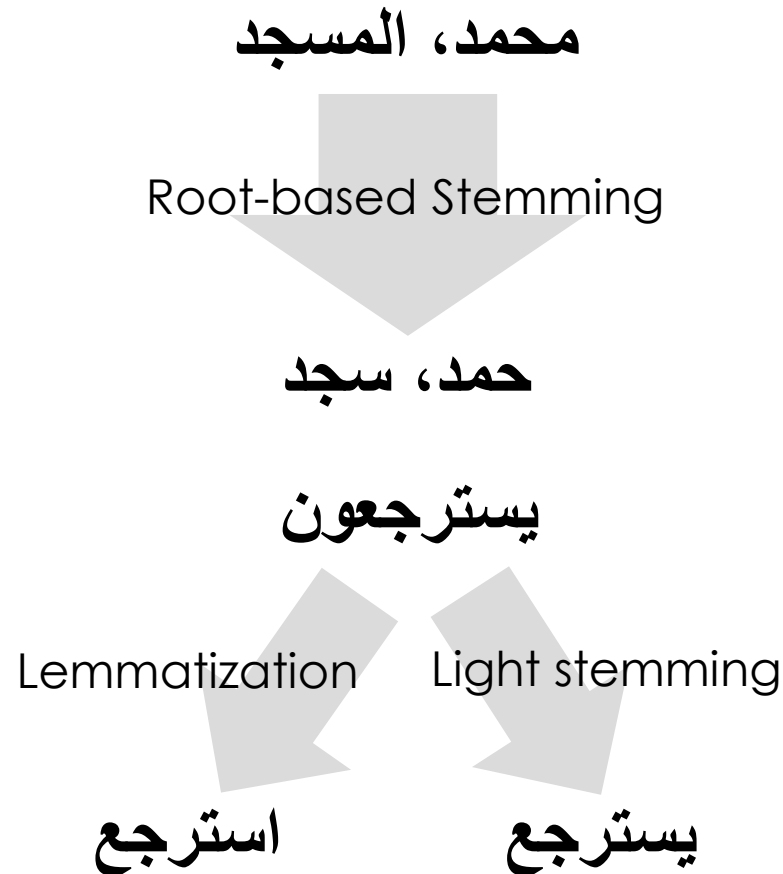 محمد، المسجد
Root-based Stemming
حمد، سجد
يسترجعون
Lemmatization
Light stemming
استرجع
يسترجع